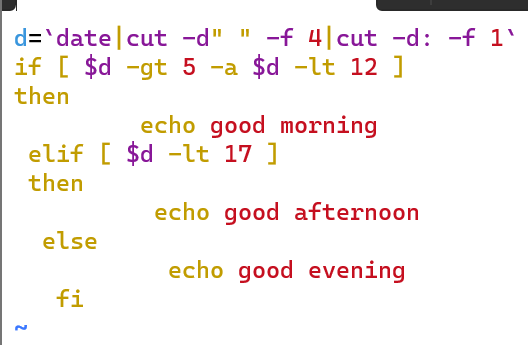 d=`date|cut -d" " -f 4|cut -d: -f 1`
if [ $d -gt 5 -a $d -lt 12 ]
then
         echo good morning
 elif [ $d -lt 17 ]
 then
          echo good afternoon
  else
           echo good evening
   fi
~